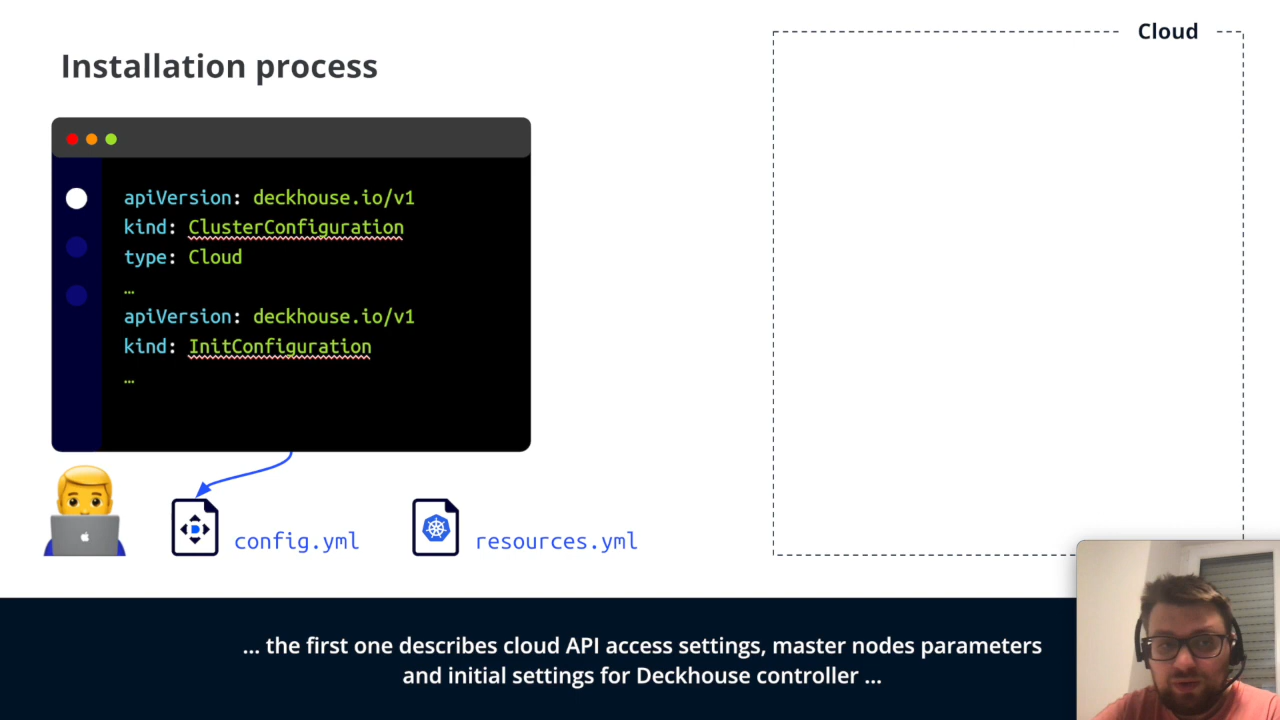 Cloud
Installation process
apiVersion: deckhouse.io/v1
kind: ClusterConfiguration
type: Cloud
…
apiVersion: deckhouse.io/v1
kind: InitConfiguration
…
config.yml
resources.yml
... the first one describes cloud API access settings, master nodes parameters
and initial settings for Deckhouse controller ...